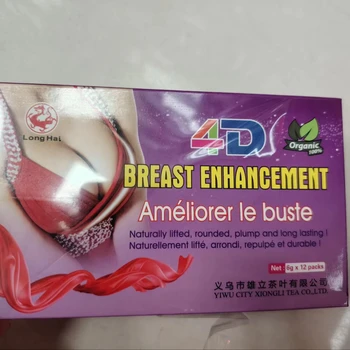 Long Hai
4D
Organic
100%
BREAST ENHANCEMENT
Améliorer le buste
Naturally lifted, rounded, plump and long lasting !
Naturellement lifté, arrondi, repulpé et durable !
Net 6g x 12 packs
义乌市雄立茶叶有限公司
YIWU CITY XIONGLI TEA CO.,LTD.